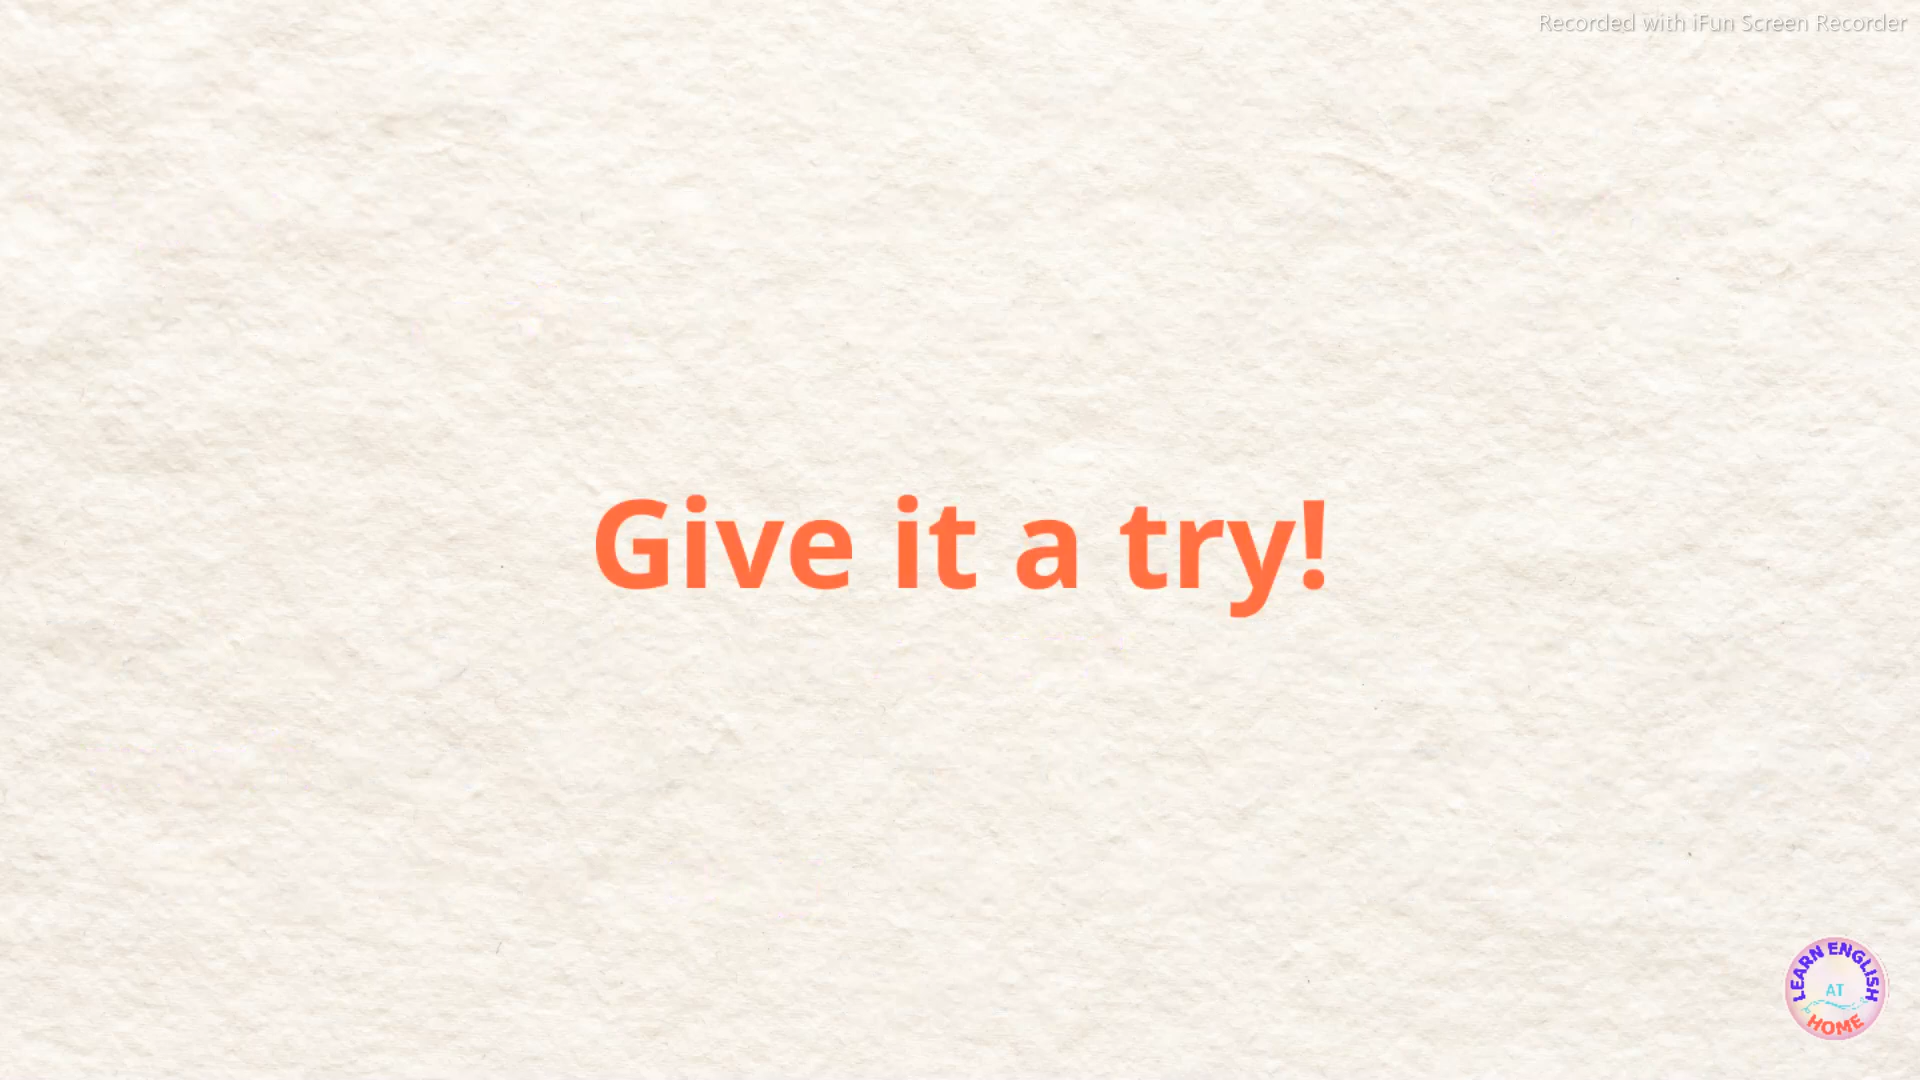 Recorded with iFun Screen Recorder
Give it a try!
LEARN ENGLISH
AT
HOME